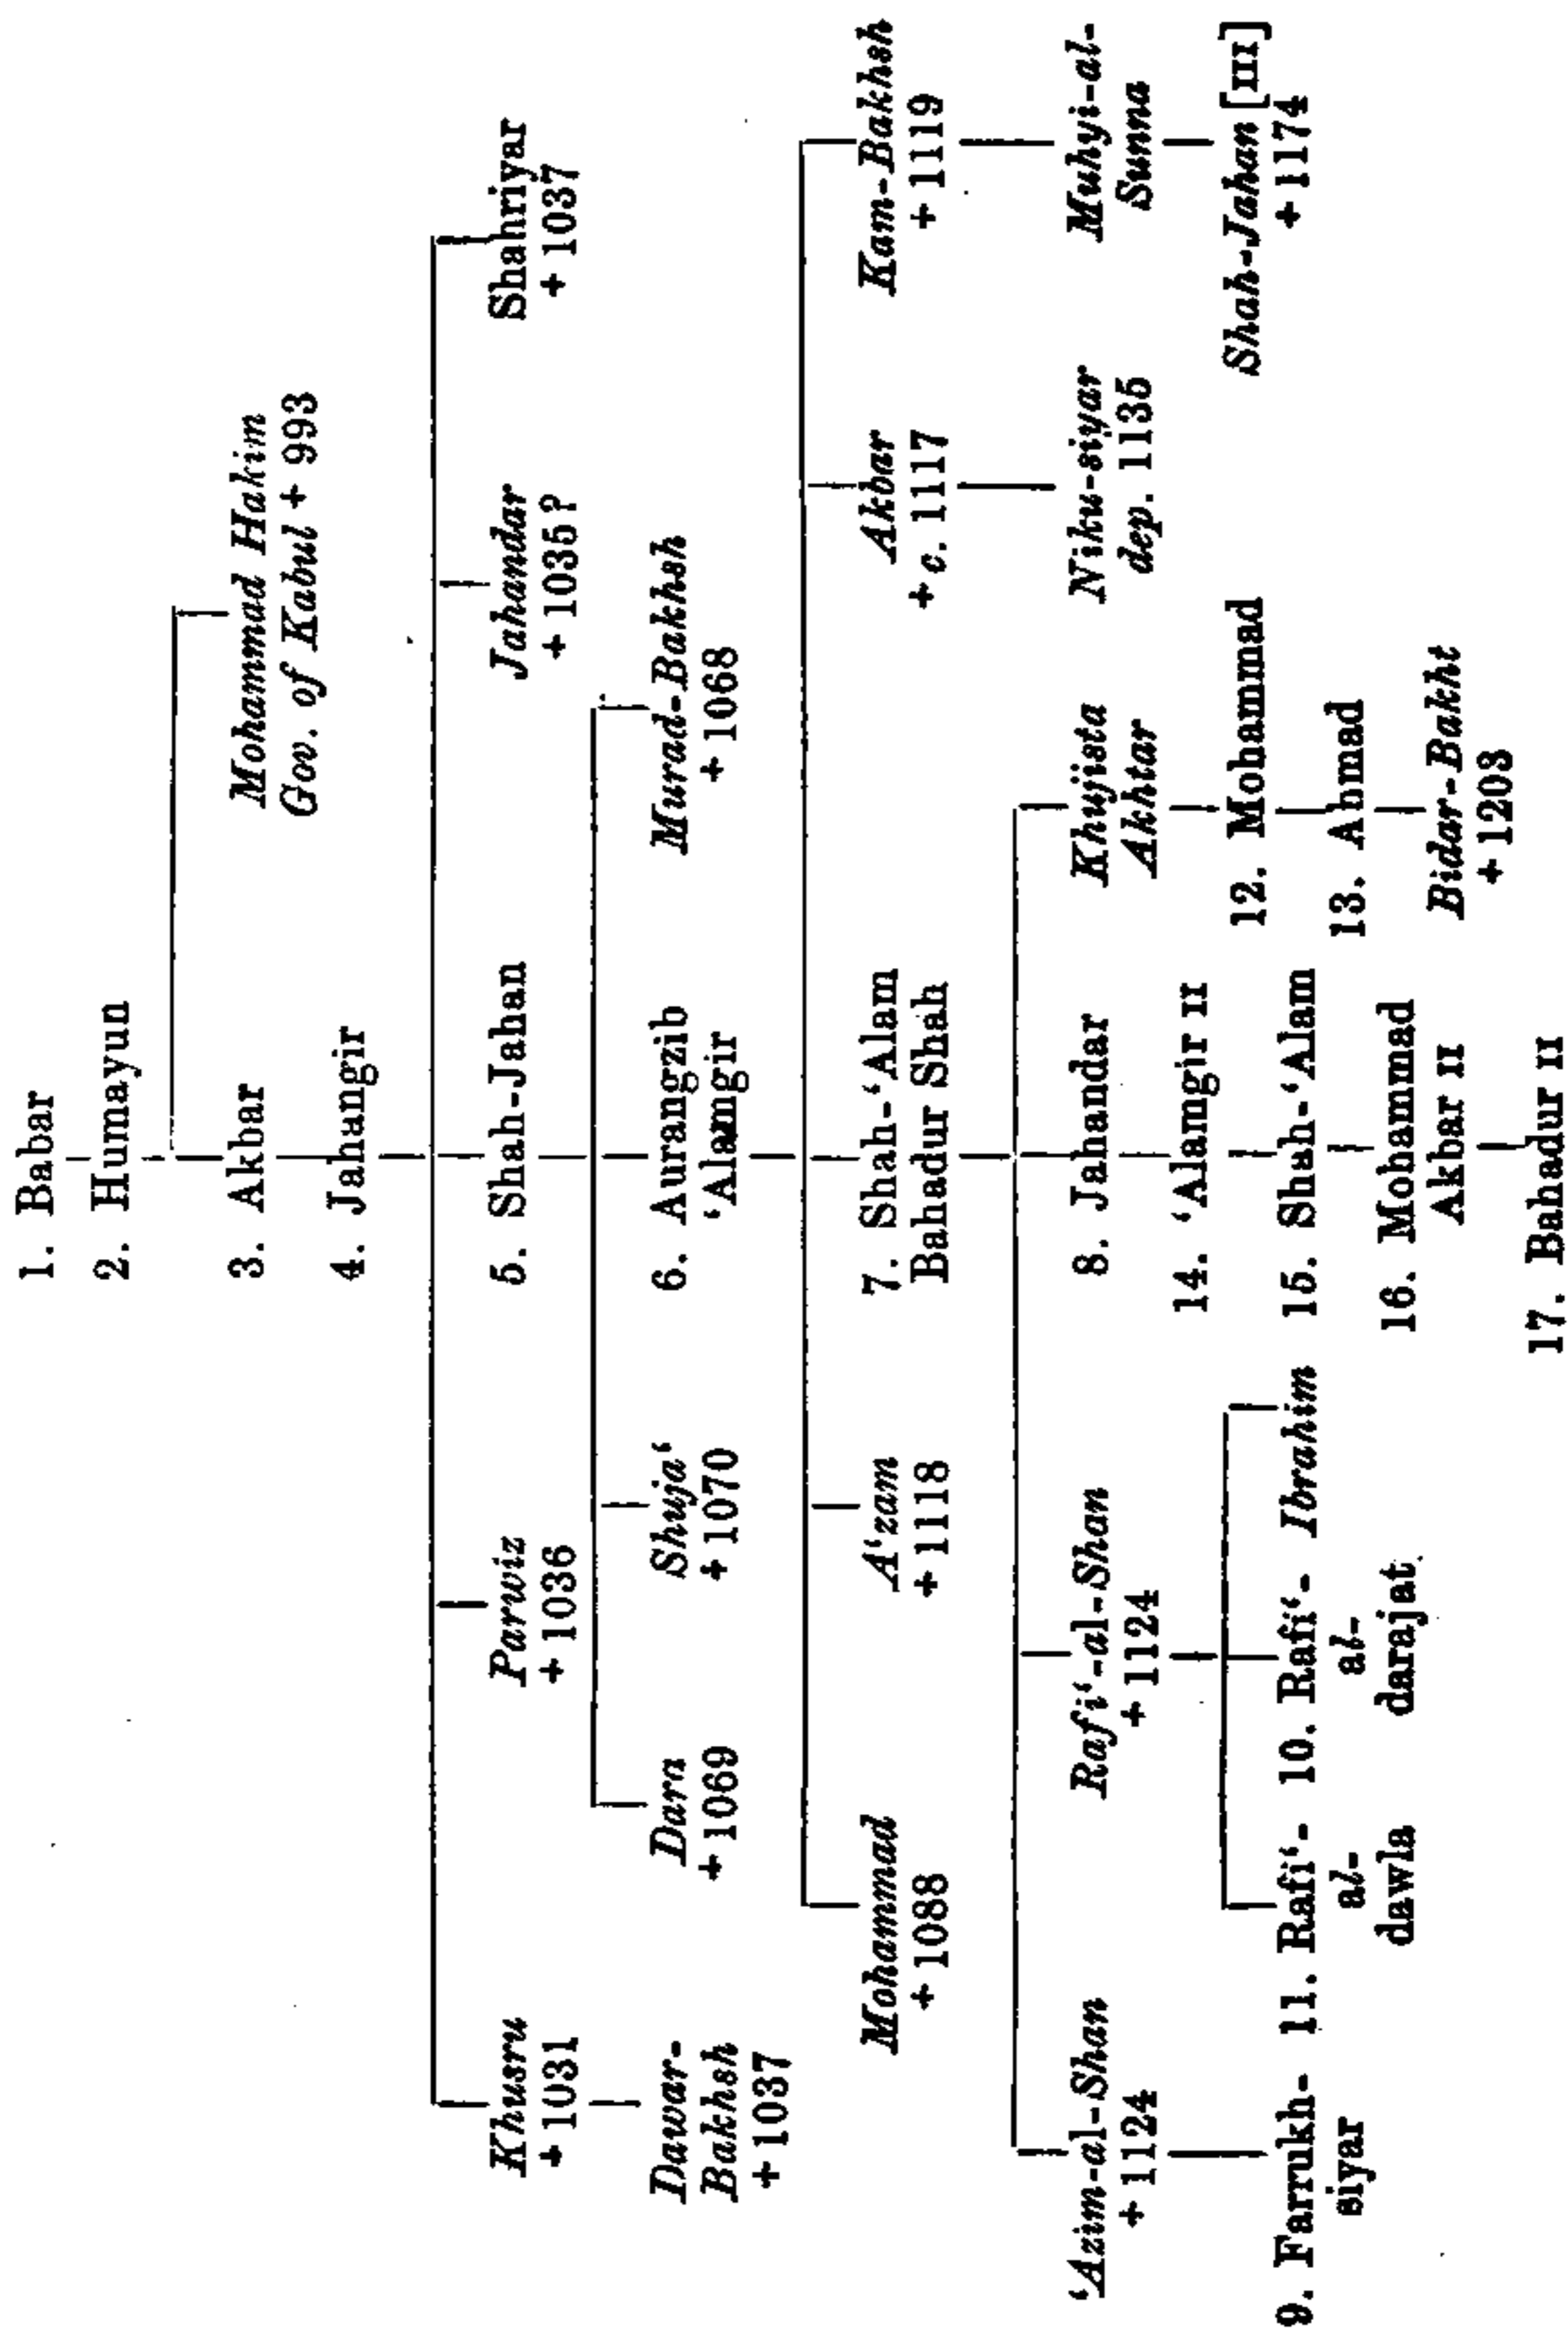 1. Babar
2. Humayun
3. Akbar
Mohammad Hakim
Gov. of Kabul + 993
4. Jahangir
Khusru
+ 1031
Parwiz
+ 1036
5. Shah-Jahan
Jahandar
+ 1035?
Shahriyar
+ 1037
Dawar-
Bakhsh
+ 1037
Dara
+ 1069
Shuja‘
+ 1070
6. Aurangzib
‘Alamgir
Murad-Bakhsh
+ 1068
Mohammad
+ 1088
A‘zam
+ 1118
7. Shah-‘Alam
Bahadur Shah
Akbar
+ c. 1117
Kam-Bakhsh
+ 1119
‘Azim-al-Shan
+ 1124
Rafi‘-al-Shan
+ 1124
8. Jahandar
Khujista
Akhtar
Niku-siyar
dep. 1135
Muhyi-al-
Sunna
14. ‘Alamgir II
12. Mohammad
Shah-Jahan [III]
+ 1174
9. Farrukh-
siyar
11. Rafi‘-
al-
dawla
10. Rafi‘-
al-
darajat
Ibrahim
15. Shah-‘Alam
13. Ahmad
16. Mohammad
Akbar II
Bidar-Bakht
+ 1203
17. Bahadur II